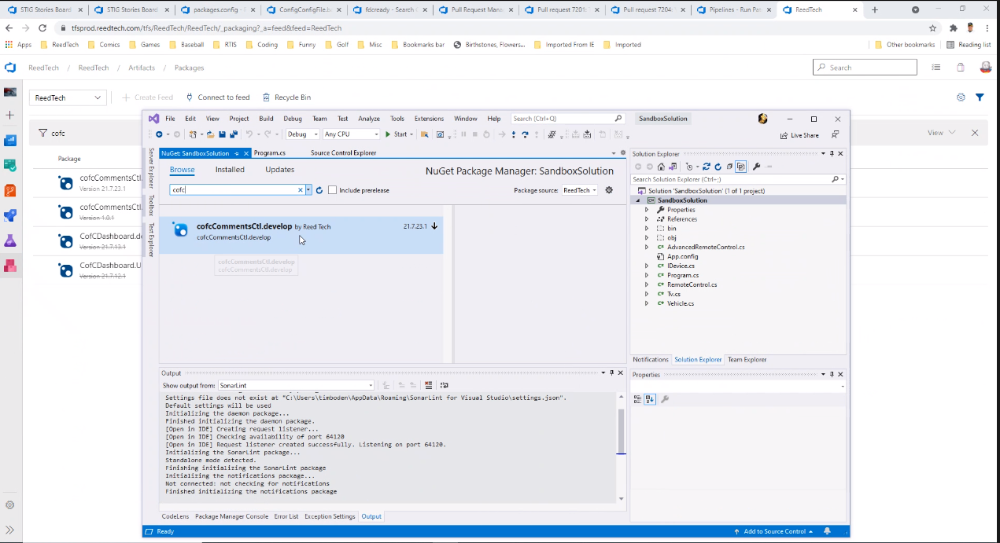 STIG Stories Board
STIG Stories Board
packages.config -
ConfigConfigFile.b
fdcready - Search
Pull Request Mana
Pull request 7201:
Pull request 7204:
Pipelines - Run Pa
ReedTech
tfsprod.reedtech.com/tfs/ReedTech/ReedTech/_packaging?_a=feed&feed=ReedTech
Apps ReedTech Comics Games Baseball RTIS Coding Funny Golf Misc Bookmarks bar Birthstones, Flowers... Imported From IE Imported Other bookmarks Reading list
ReedTech / ReedTech / Artifacts / Packages
Search
ReedTech
Create Feed
Connect to feed
Recycle Bin
cofc
View
Package
cofcCommentsCtl.
Version 21.7.23.1
cofcCommentsCtl.
Version 1.0.1
CofCDashboard.de
Version 21.7.13.1
CofCDashboard.U
Version 21.7.12.1
File Edit View Project Build Debug Team Test Analyze Tools Extensions Window Help
Search (Ctrl+Q)
SandboxSolution
Debug
Any CPU
Start
Live Share
Server Explorer
Toolbox
Test Explorer
NuGet: SandboxSolution
Program.cs
Source Control Explorer
Browse Installed Updates
NuGet Package Manager: SandboxSolution
cofc
Include prerelease
Package source: ReedTech
cofcCommentsCtl.develop by Reed Tech
21.7.23.1
cofcCommentsCtl.develop
cofcCommentsCtl.develop
cofcCommentsCtl.develop
Solution Explorer
Search Solution Explorer (Ctrl+;)
Solution 'SandboxSolution' (1 of 1 project)
SandboxSolution
Properties
References
bin
obj
AdvancedRemoteControl.cs
App.config
IDevice.cs
Program.cs
RemoteControl.cs
Tv.cs
Vehicle.cs
Notifications Solution Explorer Team Explorer
Properties
Output
Show output from: SonarLint
Settings file does not exist at "C:\Users\timboden\AppData\Roaming\SonarLint for Visual Studio\settings.json".
Default settings will be used
Initializing the daemon package...
Finished initializing the daemon package.
[Open in IDE] Creating request listener...
[Open in IDE] Checking availability of port 64120
[Open in IDE] Request listener created successfully. Listening on port 64120.
Initializing the SonarLint package...
Standalone mode detected.
Finishing initializing the SonarLint package
Initializing the notifications package...
Not connected: not checking for notifications
Finished initializing the notifications package
CodeLens Package Manager Console Error List Exception Settings Output
Ready
Add to Source Control